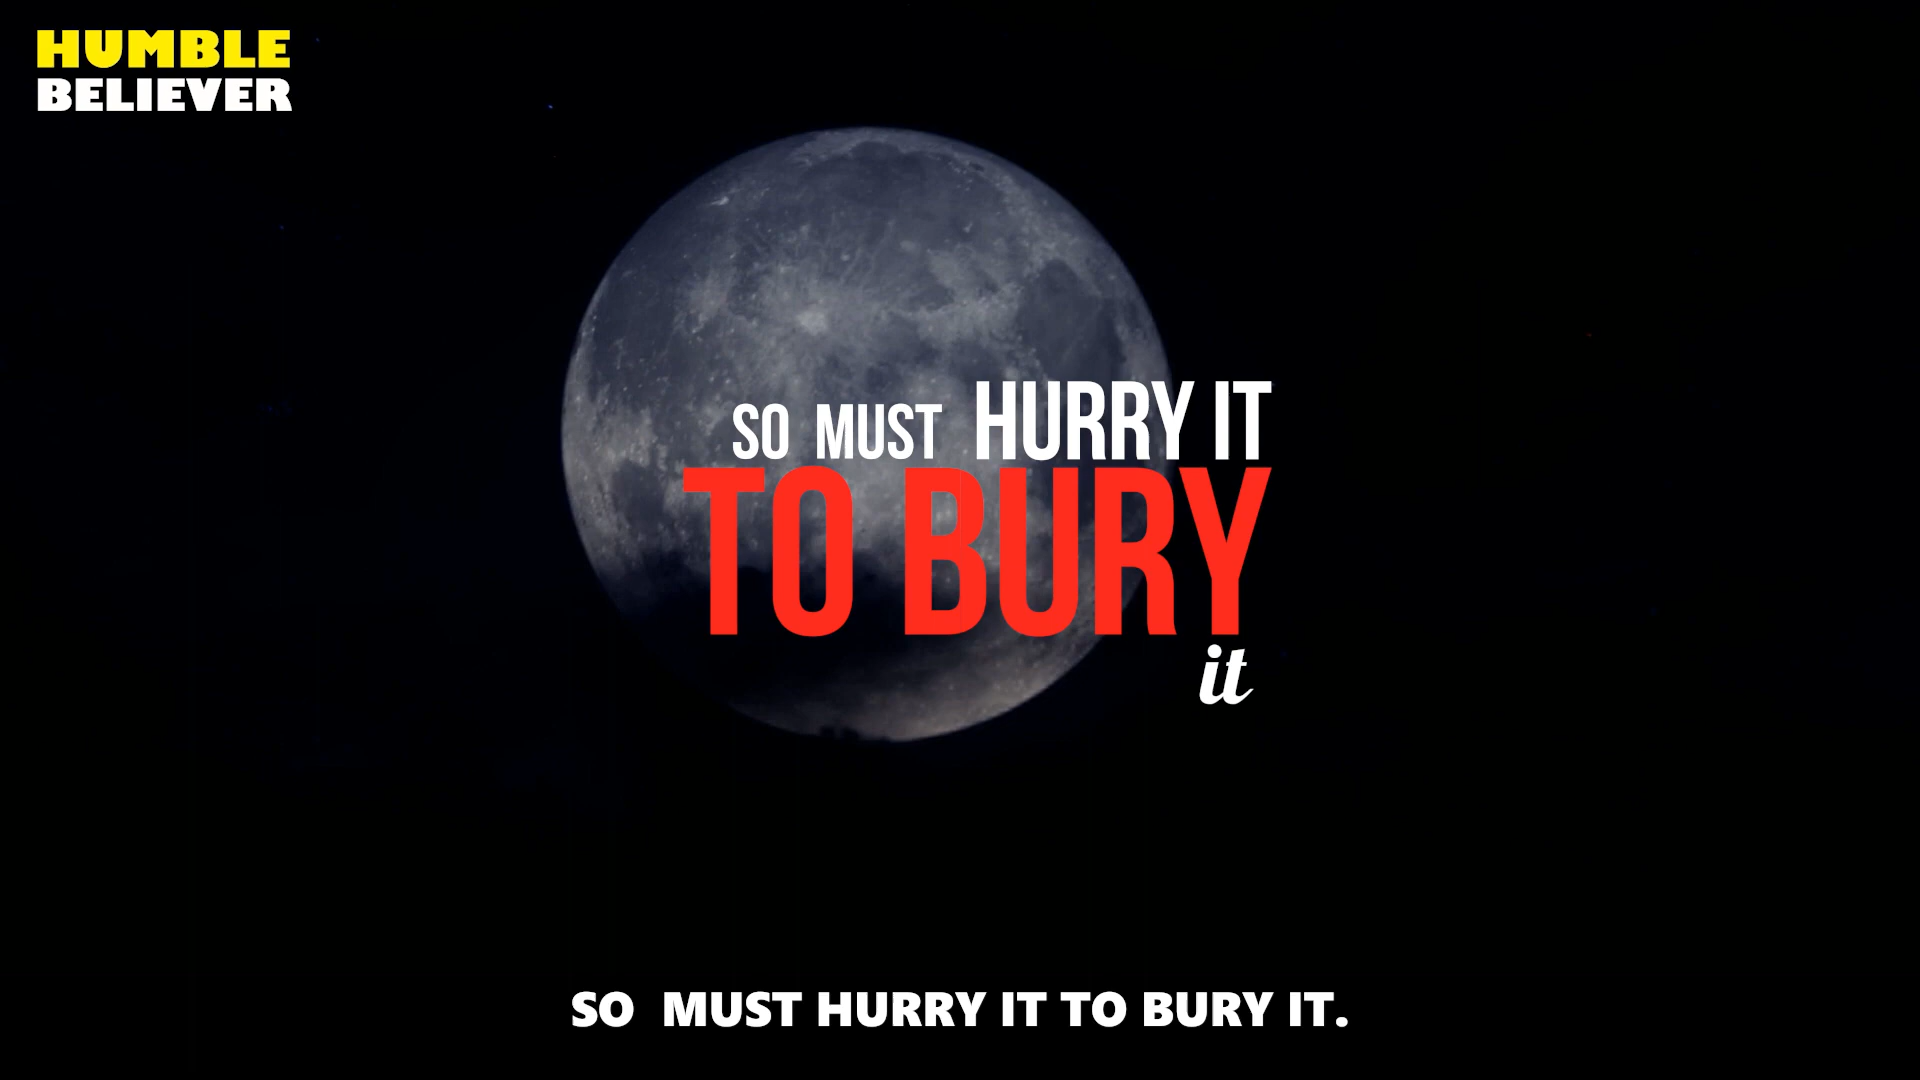 HUMBLE
BELIEVER
SO MUST HURRY IT
TO BURY
it
SO MUST HURRY IT TO BURY IT.